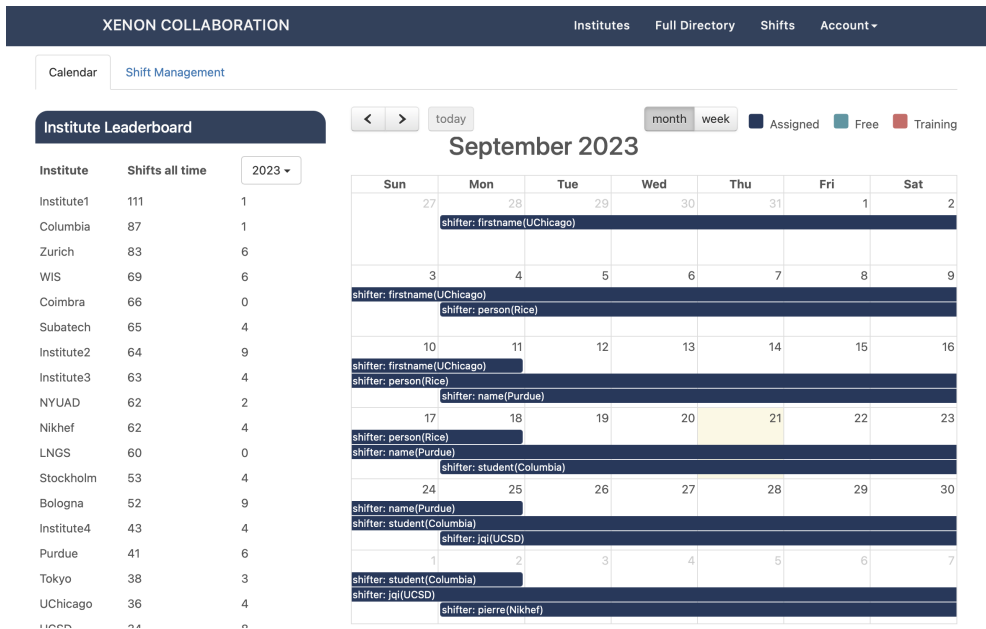 XENON COLLABORATION Institutes Full Directory Shifts Account
Calendar Shift Management
Institute Leaderboard
Institute Shifts all time 2023
Institute1 111 1
Columbia 87 1
Zurich 83 6
WIS 69 6
Coimbra 66 0
Subatech 65 4
Institute2 64 9
Institute3 63 4
NYUAD 62 2
Nikhef 62 4
LNGS 60 0
Stockholm 53 4
Bologna 52 9
Institute4 43 4
Purdue 41 6
Tokyo 38 3
UChicago 36 4
UCSD 34 8
today month week Assigned Free Training
September 2023
Sun Mon Tue Wed Thu Fri Sat
27 28 29 30 31 1 2
shifter: firstname(UChicago)
3 4 5 6 7 8 9
shifter: firstname(UChicago)
shifter: person(Rice)
10 11 12 13 14 15 16
shifter: firstname(UChicago)
shifter: person(Rice)
shifter: name(Purdue)
17 18 19 20 21 22 23
shifter: person(Rice)
shifter: name(Purdue)
shifter: student(Columbia)
24 25 26 27 28 29 30
shifter: name(Purdue)
shifter: student(Columbia)
shifter: jqi(UCSD)
1 2 3 4 5 6 7
shifter: student(Columbia)
shifter: jqi(UCSD)
shifter: pierre(Nikhef)